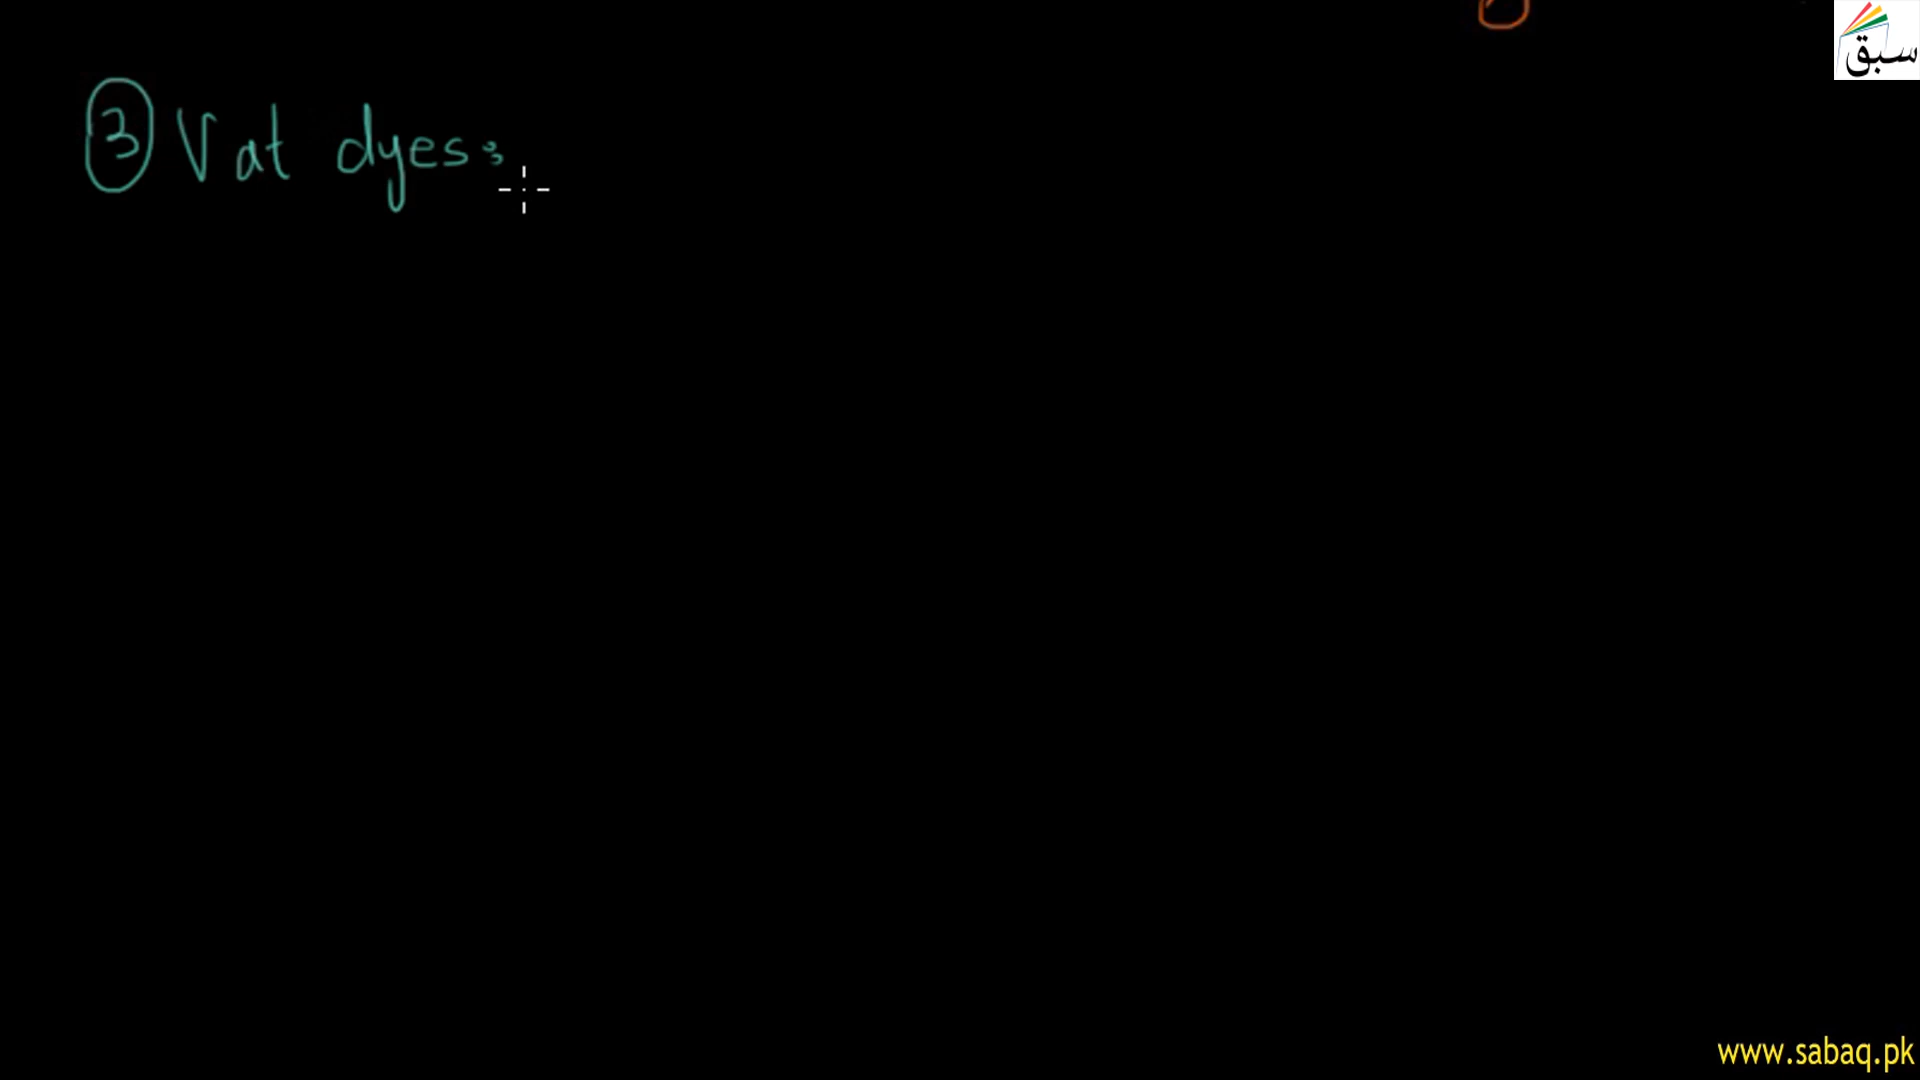 سبق
③ Vat dyes:
www.sabaq.pk